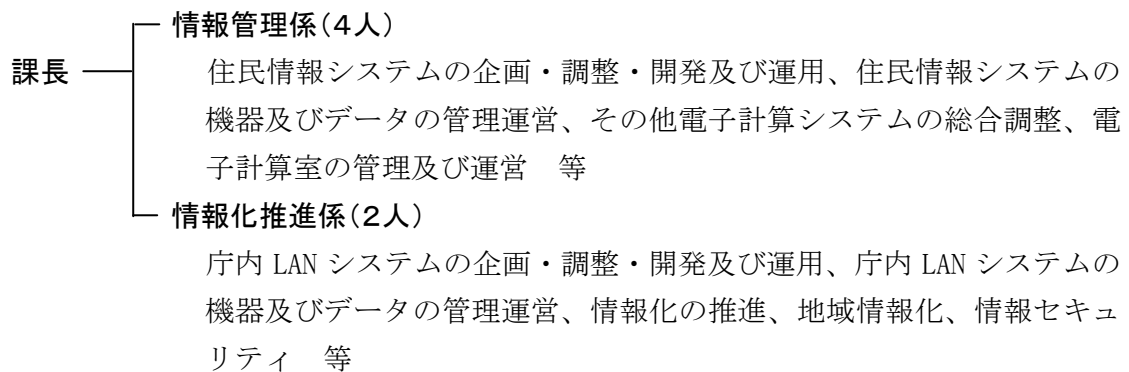 情報管理係（4人）
課長
住民情報システムの企画・調整・開発及び運用、住民情報システムの
機器及びデータの管理運営、その他電子計算システムの総合調整、電
子計算室の管理及び運営　等
情報化推進係（2人）
庁内 LAN システムの企画・調整・開発及び運用、庁内 LAN システムの
機器及びデータの管理運営、情報化の推進、地域情報化、情報セキュ
リティ　等